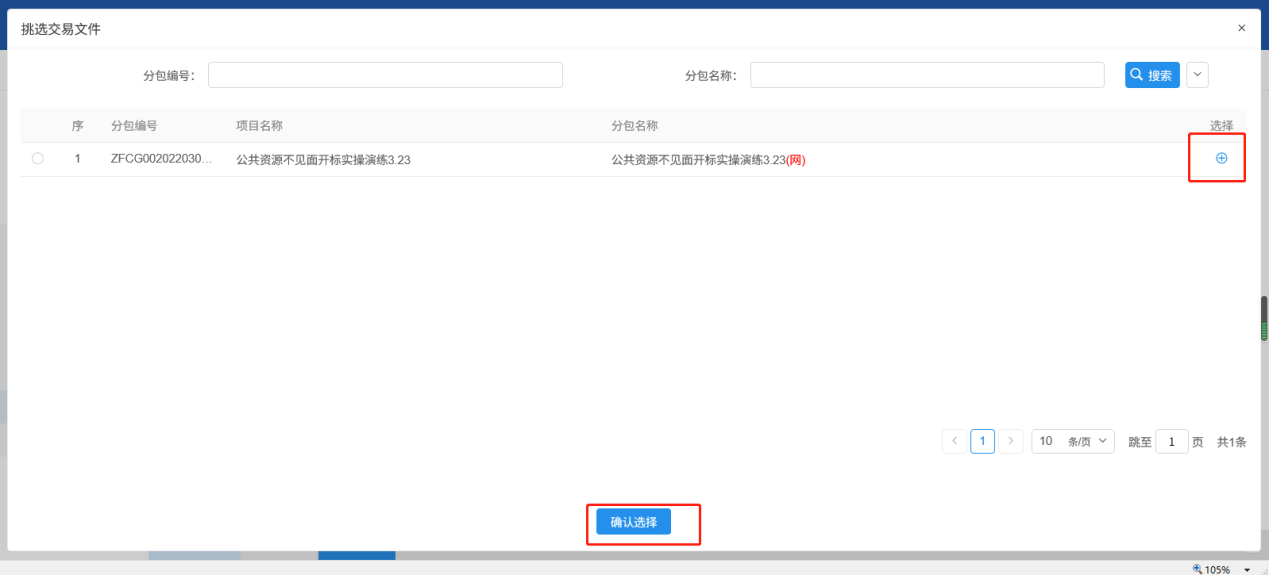 挑选交易文件 ×
分包编号： 分包名称： 搜索
序 分包编号 项目名称 分包名称 选择
1 ZFCG002022030... 公共资源不见面开标实操演练3.23 公共资源不见面开标实操演练3.23(网)
1 10 条/页 跳至 1 页 共1条
确认选择
105%